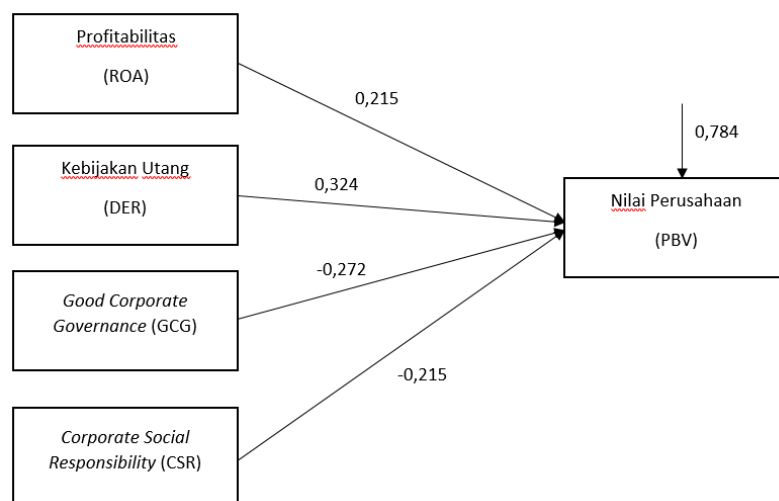 Profitabilitas
(ROA)
0,215
0,784
Kebijakan Utang
(DER)
0,324
Nilai Perusahaan
(PBV)
-0,272
Good Corporate
Governance (GCG)
-0,215
Corporate Social
Responsibility (CSR)